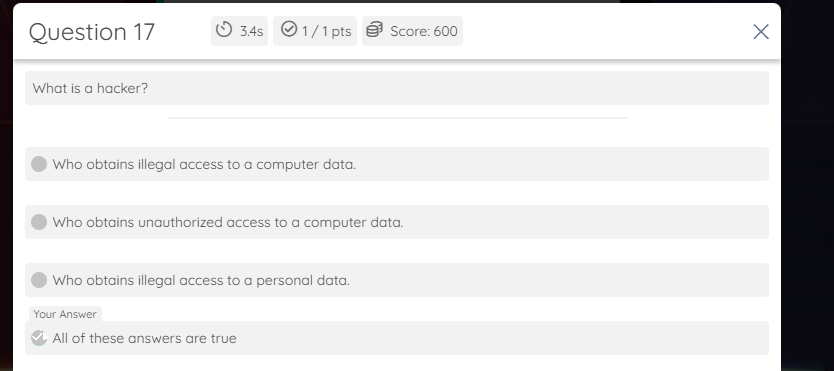 Question 17
3.4s
1 / 1 pts
Score: 600
What is a hacker?
Who obtains illegal access to a computer data.
Who obtains unauthorized access to a computer data.
Who obtains illegal access to a personal data.
Your Answer
All of these answers are true